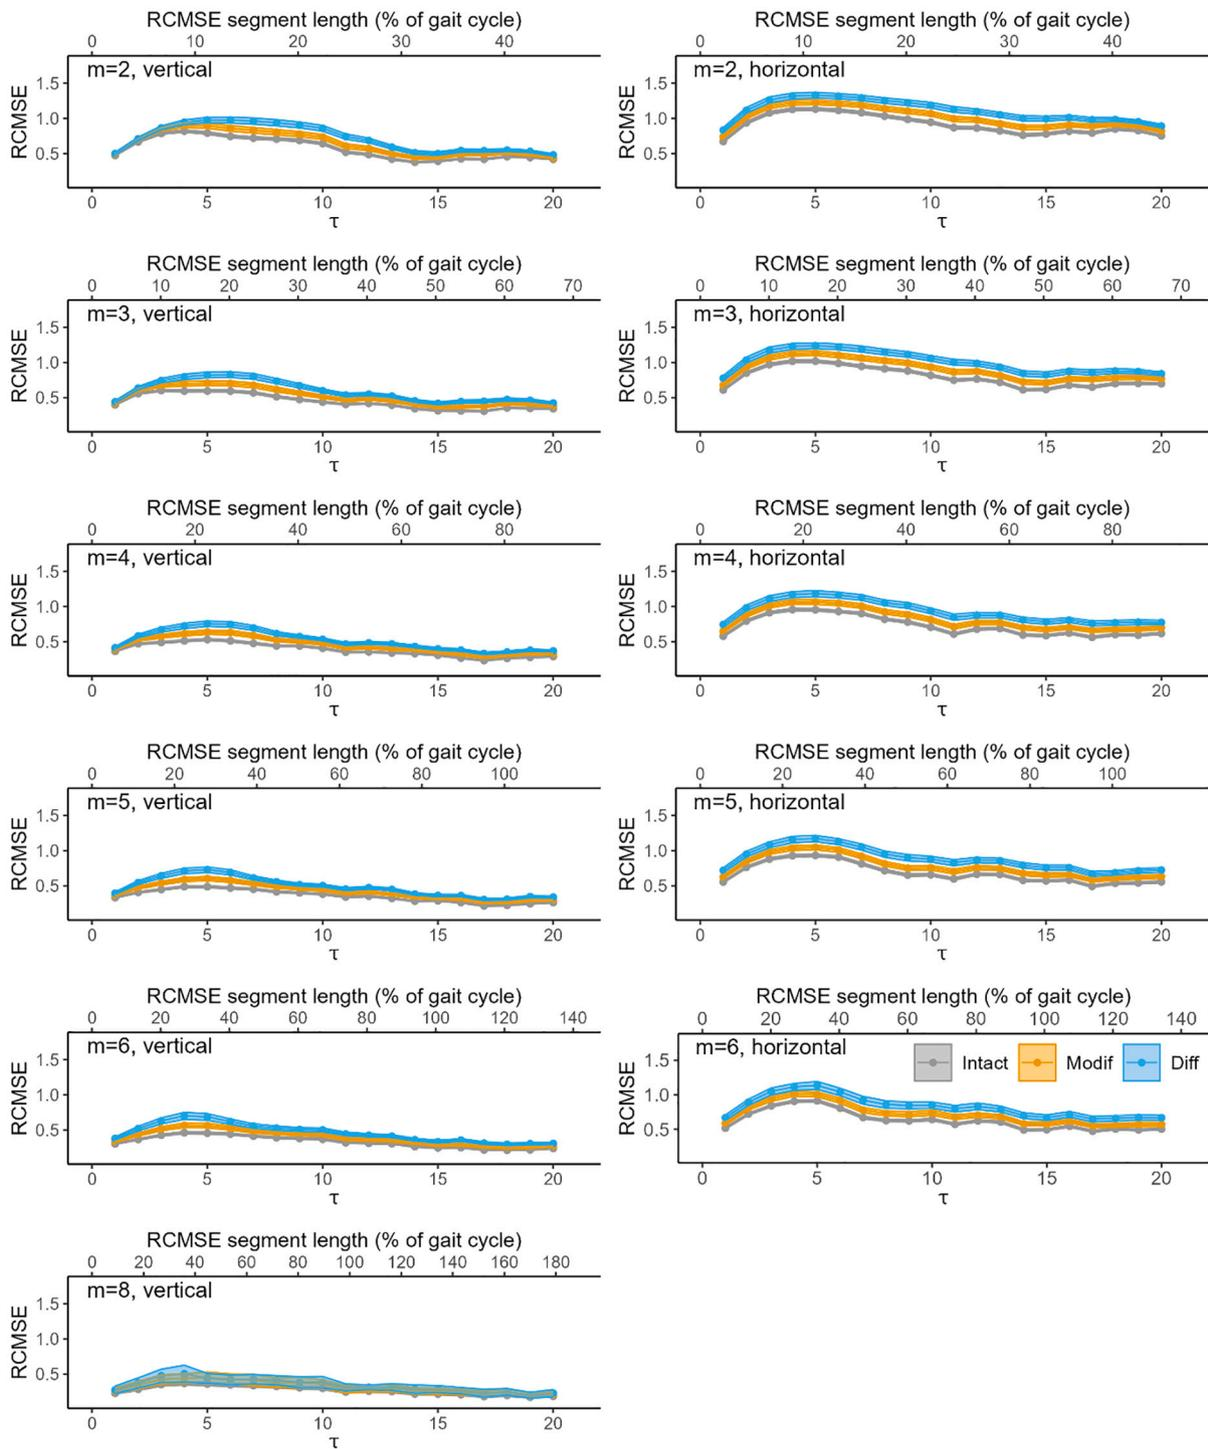 RCMSE segment length (% of gait cycle)
0 10 20 30 40
m=2, vertical
RCMSE
1.5
1.0
0.5
0 5 10 15 20
τ
RCMSE segment length (% of gait cycle)
0 10 20 30 40
m=2, horizontal
RCMSE
1.5
1.0
0.5
0 5 10 15 20
τ
RCMSE segment length (% of gait cycle)
0 10 20 30 40 50 60 70
m=3, vertical
RCMSE
1.5
1.0
0.5
0 5 10 15 20
τ
RCMSE segment length (% of gait cycle)
0 10 20 30 40 50 60 70
m=3, horizontal
RCMSE
1.5
1.0
0.5
0 5 10 15 20
τ
RCMSE segment length (% of gait cycle)
0 20 40 60 80
m=4, vertical
RCMSE
1.5
1.0
0.5
0 5 10 15 20
τ
RCMSE segment length (% of gait cycle)
0 20 40 60 80
m=4, horizontal
RCMSE
1.5
1.0
0.5
0 5 10 15 20
τ
RCMSE segment length (% of gait cycle)
0 20 40 60 80 100
m=5, vertical
RCMSE
1.5
1.0
0.5
0 5 10 15 20
τ
RCMSE segment length (% of gait cycle)
0 20 40 60 80 100
m=5, horizontal
RCMSE
1.5
1.0
0.5
0 5 10 15 20
τ
RCMSE segment length (% of gait cycle)
0 20 40 60 80 100 120 140
m=6, vertical
RCMSE
1.5
1.0
0.5
0 5 10 15 20
τ
RCMSE segment length (% of gait cycle)
0 20 40 60 80 100 120 140
m=6, horizontal
Intact Modif Diff
RCMSE
1.5
1.0
0.5
0 5 10 15 20
τ
RCMSE segment length (% of gait cycle)
0 20 40 60 80 100 120 140 160 180
m=8, vertical
RCMSE
1.5
1.0
0.5
0 5 10 15 20
τ